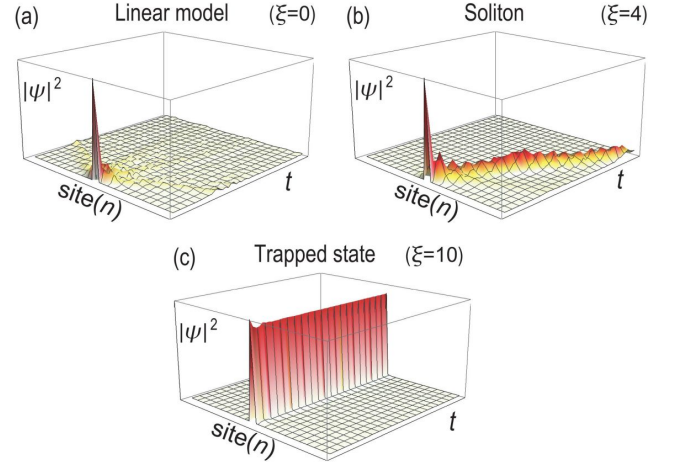 (a) Linear model (ξ=0)
|ψ|²
site(n)
t
(b) Soliton (ξ=4)
|ψ|²
site(n)
t
(c) Trapped state (ξ=10)
|ψ|²
site(n)
t